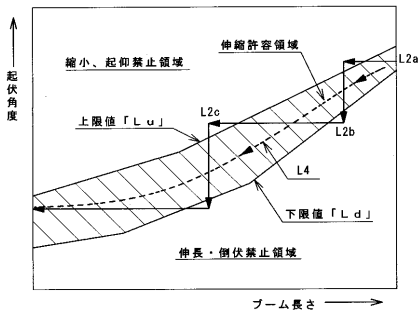 起伏角度
縮小、起仰禁止領域
伸縮許容領域
L2a
上限値「Lu」
L2c
L2b
L4
下限値「Ld」
伸長・倒伏禁止領域
ブーム長さ